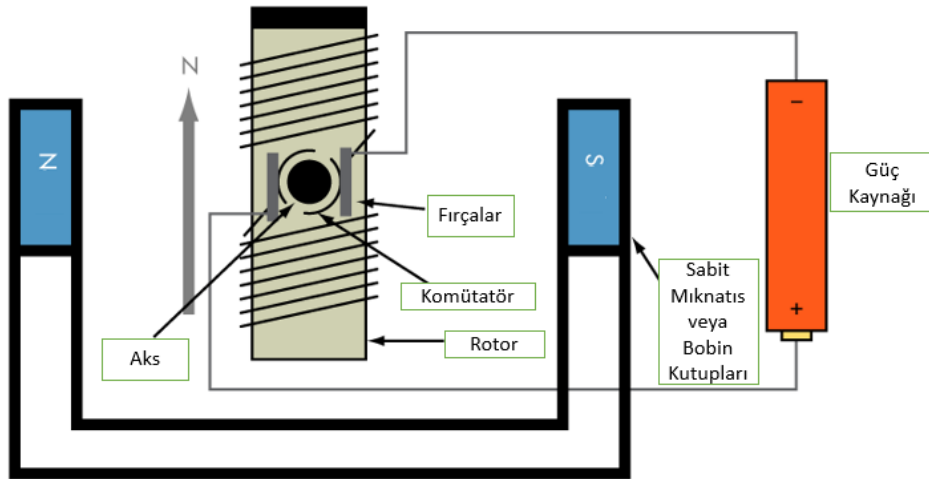 N
N
S
−
+
Güç
Kaynağı
Fırçalar
Komütatör
Aks
Rotor
Sabit
Mıknatıs
veya
Bobin
Kutupları